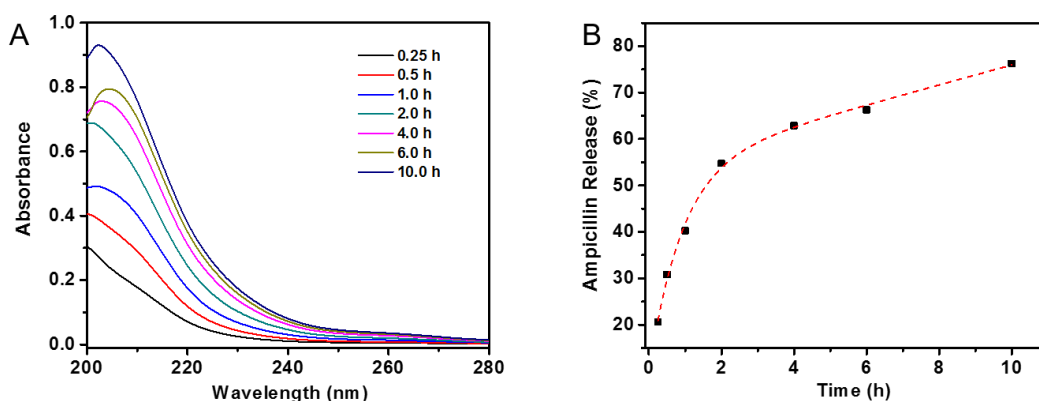 A
Absorbance
1.0
0.8
0.6
0.4
0.2
0.0
0.25 h
0.5 h
1.0 h
2.0 h
4.0 h
6.0 h
10.0 h
200
220
240
260
280
Wavelength (nm)
B
Ampicillin Release (%)
80
70
60
50
40
30
20
0
2
4
6
8
10
Time (h)